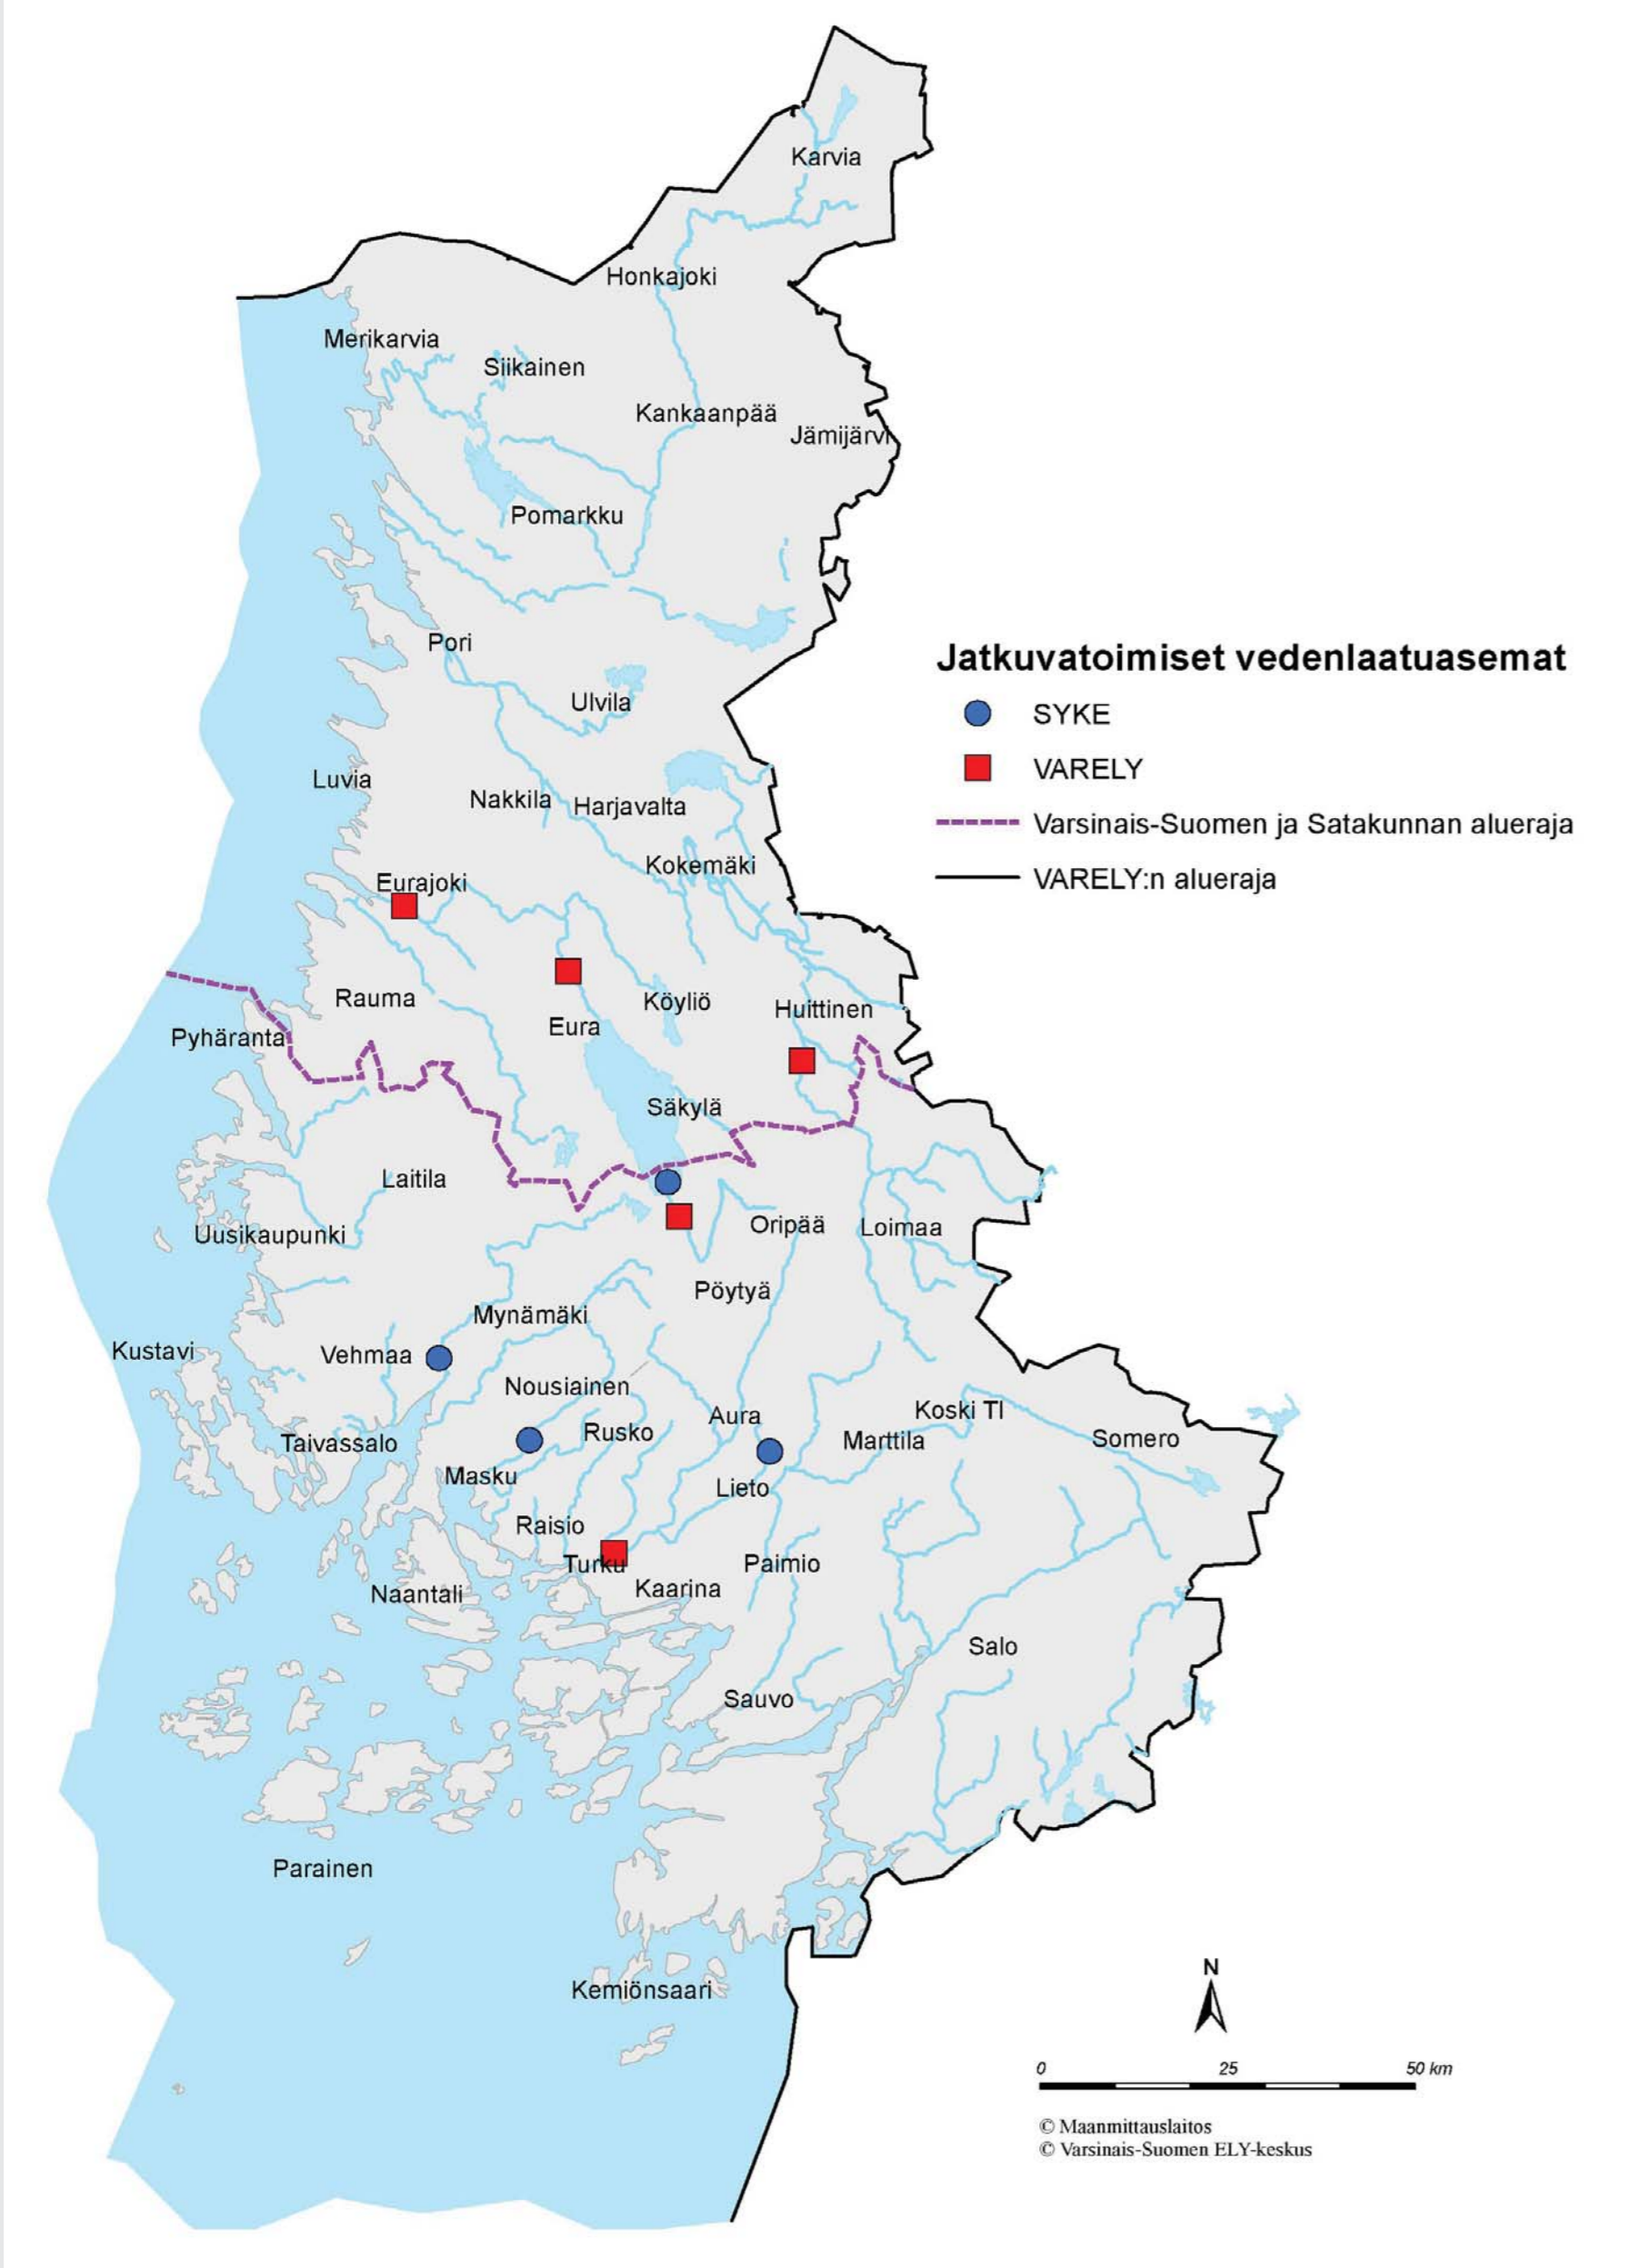 Karvia
Honkajoki
Merikarvia
Siikainen
Kankaanpää
Jämijärvi
Pomarkku
Pori
Ulvila
Luvia
Nakkila
Harjavalta
Kokemäki
Eurajoki
Rauma
Köyliö
Huittinen
Eura
Pyhäranta
Säkylä
Laitila
Uusikaupunki
Oripää
Loimaa
Pöytyä
Mynämäki
Kustavi
Vehmaa
Nousiainen
Koski Tl
Aura
Rusko
Marttila
Somero
Taivassalo
Masku
Lieto
Raisio
Turku
Paimio
Kaarina
Naantali
Salo
Sauvo
Parainen
Kemiönsaari
Jatkuvatoimiset vedenlaatuasemat
SYKE
VARELY
Varsinais-Suomen ja Satakunnan alueraja
VARELY:n alueraja
N
0 25 50 km
© Maanmittauslaitos
© Varsinais-Suomen ELY-keskus